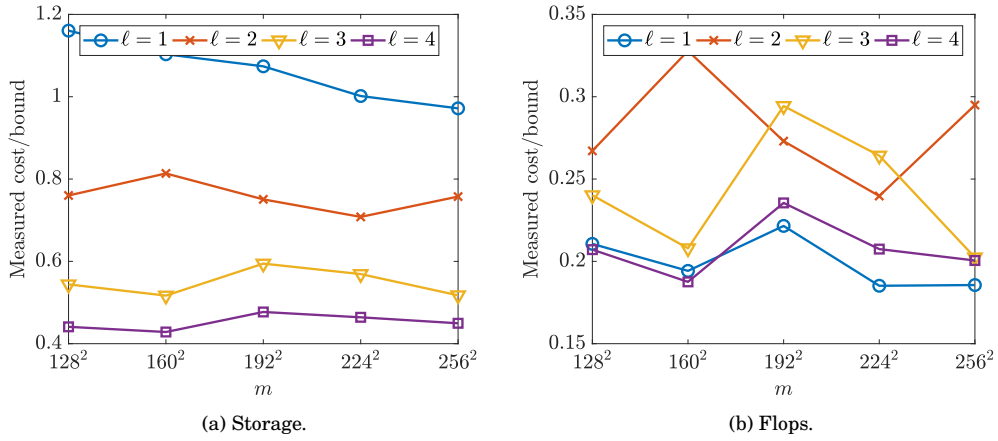 1.2
1
0.8
0.6
0.4
Measured cost/bound
ℓ = 1 ℓ = 2 ℓ = 3 ℓ = 4
128² 160² 192² 224² 256²
m
(a) Storage.
0.35
0.3
0.25
0.2
0.15
Measured cost/bound
ℓ = 1 ℓ = 2 ℓ = 3 ℓ = 4
128² 160² 192² 224² 256²
m
(b) Flops.